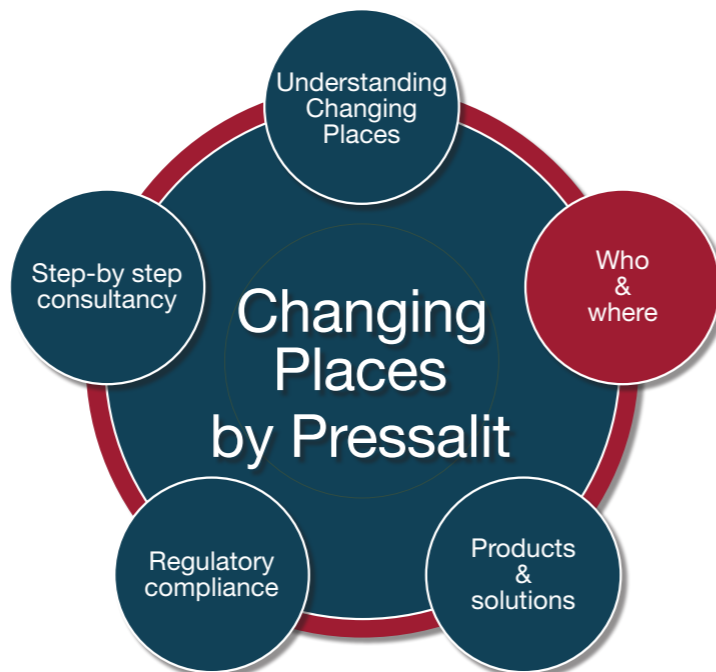 Understanding
Changing
Places
Who
&
where
Step-by step
consultancy
Changing
Places
by Pressalit
Regulatory
compliance
Products
&
solutions